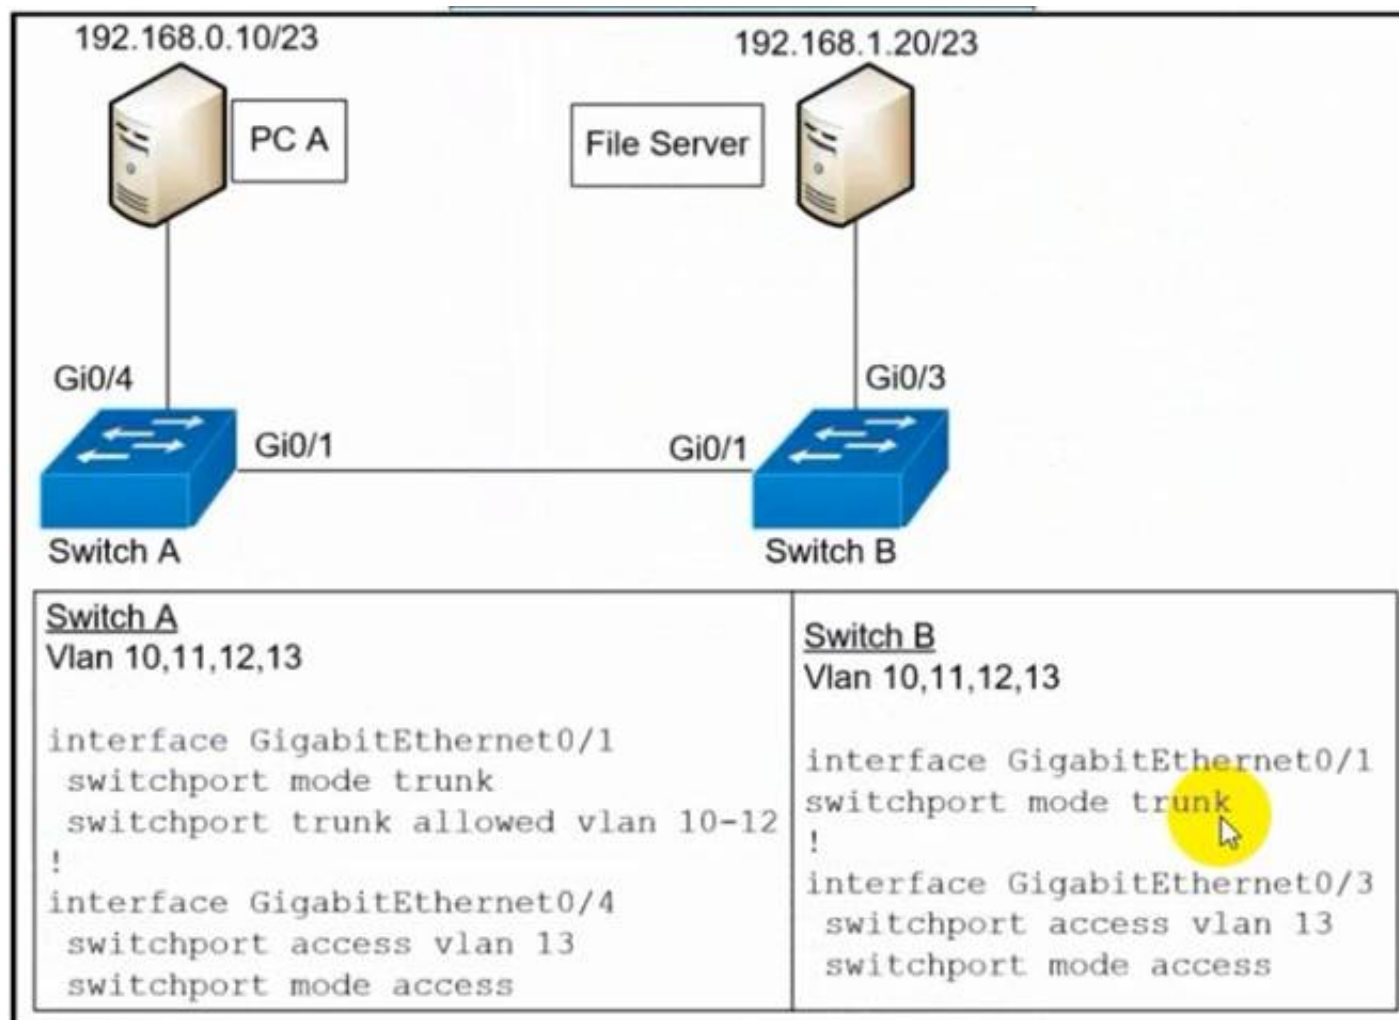 192.168.0.10/23
192.168.1.20/23
PC A
File Server
Gi0/4
Gi0/3
Gi0/1
Gi0/1
Switch A
Switch B
Switch A
Vlan 10,11,12,13
interface GigabitEthernet0/1
switchport mode trunk
switchport trunk allowed vlan 10-12
!
interface GigabitEthernet0/4
switchport access vlan 13
switchport mode access
Switch B
Vlan 10,11,12,13
interface GigabitEthernet0/1
switchport mode trunk
!
interface GigabitEthernet0/3
switchport access vlan 13
switchport mode access